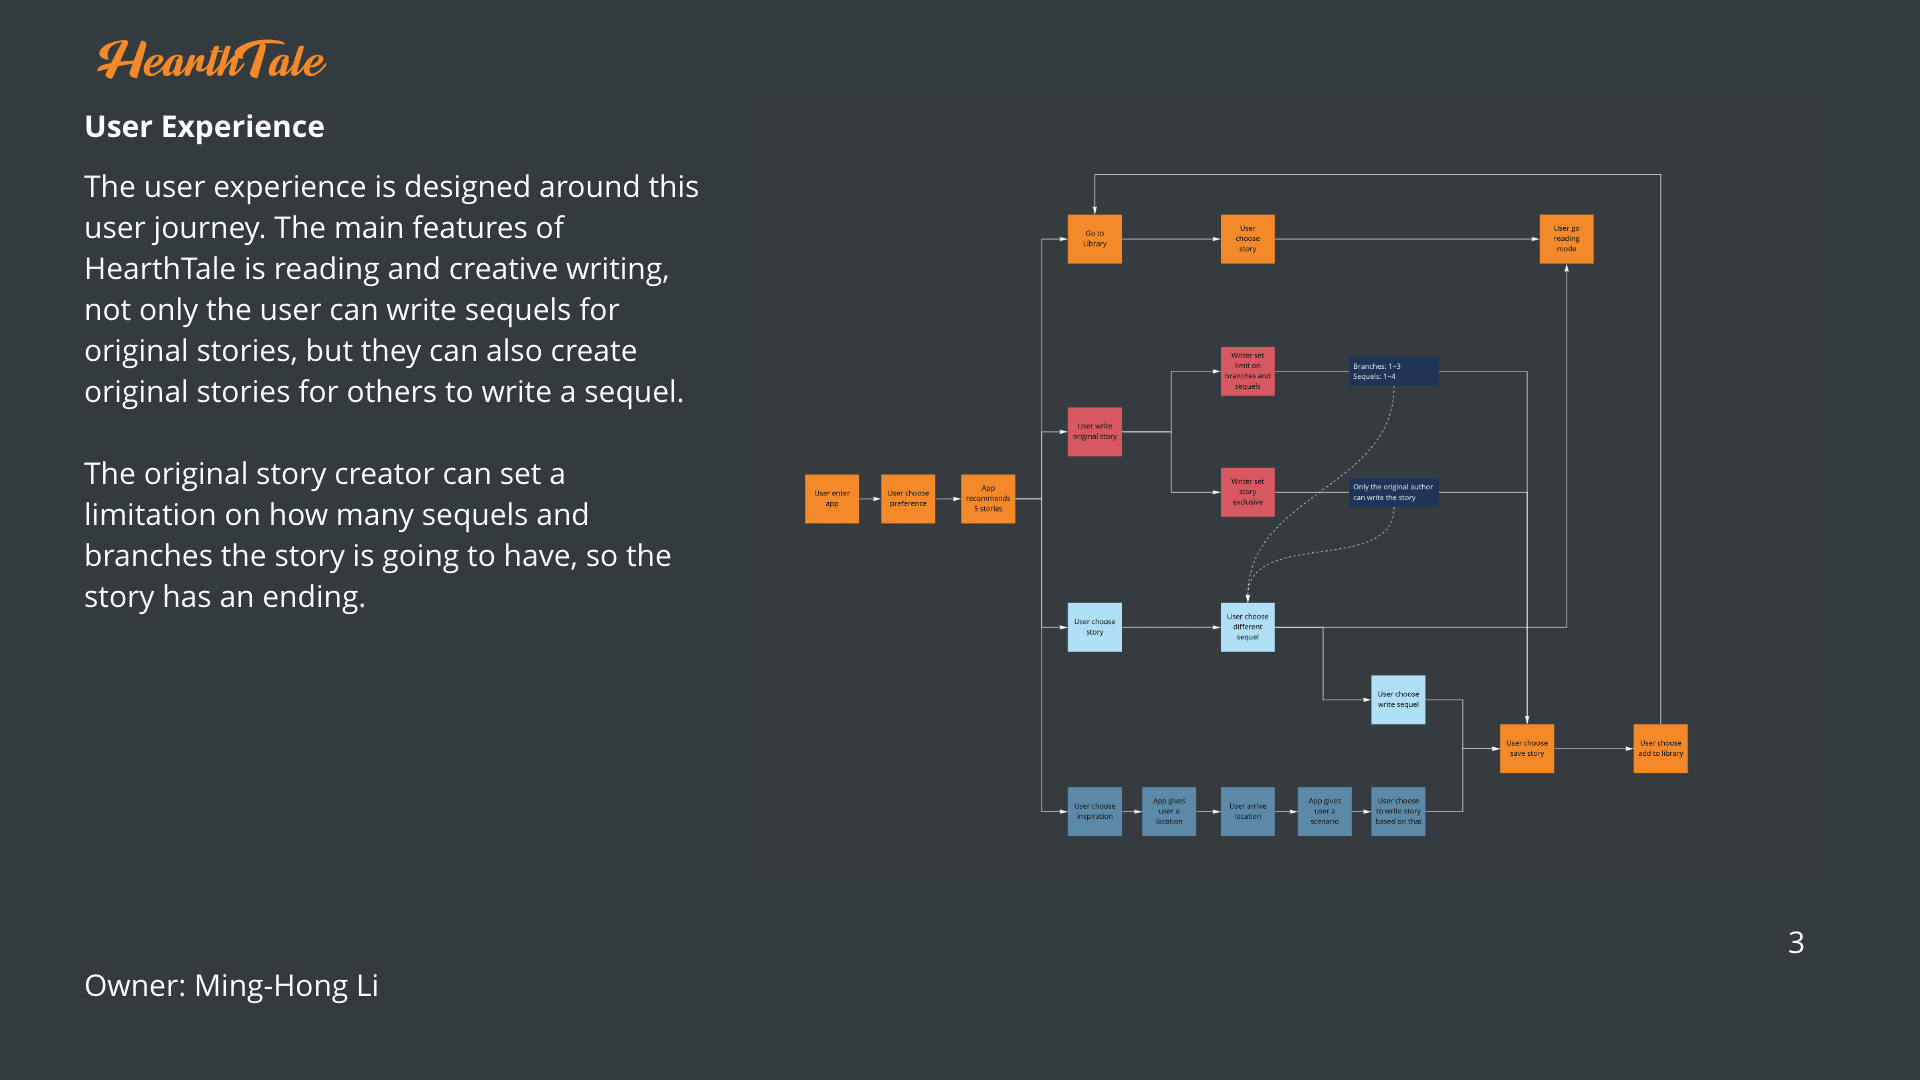 HearthTale
User Experience
The user experience is designed around this
user journey. The main features of
HearthTale is reading and creative writing,
not only the user can write sequels for
original stories, but they can also create
original stories for others to write a sequel.
The original story creator can set a
limitation on how many sequels and
branches the story is going to have, so the
story has an ending.
Go to
Library
User
choose
story
User go
reading
mode
Writer set
limit on
branches and
sequels
Branches: 1~3
Sequels: 1~4
User write
original story
Writer set
story
exclusive
Only the original author
can write the story
User enter
app
User choose
preference
App
recommends
5 stories
User choose
story
User choose
different
sequel
User choose
write sequel
User choose
save story
User choose
add to library
User choose
inspiration
App gives
user a
location
User arrive
location
App gives
user a
scenario
User choose
to write story
based on that
3
Owner: Ming-Hong Li